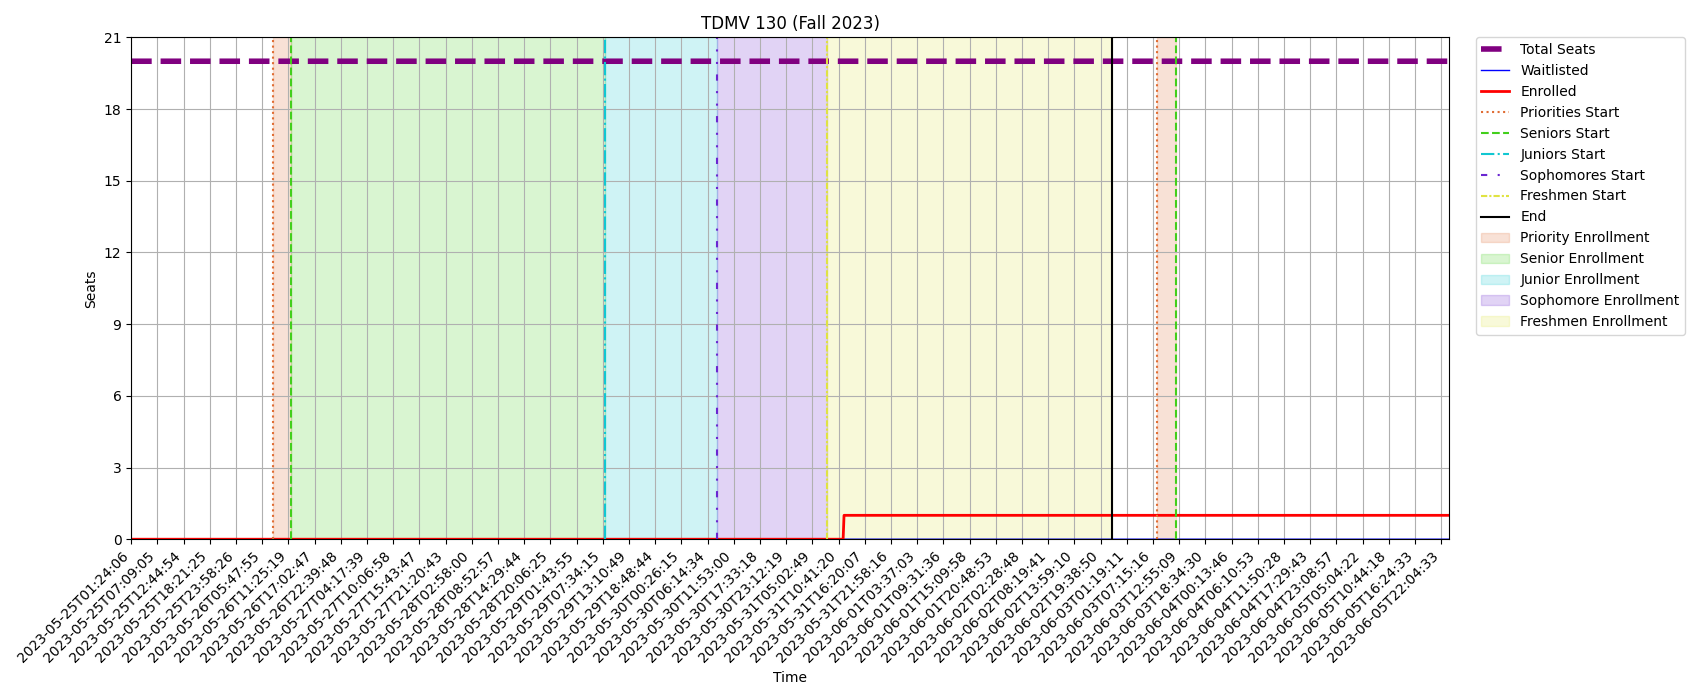 TDMV 130 (Fall 2023)
21
18
15
12
9
6
3
0
Seats
2023-05-25T01:24:06
2023-05-25T07:09:05
2023-05-25T12:44:54
2023-05-25T18:21:25
2023-05-25T23:58:26
2023-05-26T05:47:55
2023-05-26T11:25:19
2023-05-26T17:02:47
2023-05-26T22:39:48
2023-05-27T04:17:39
2023-05-27T10:06:58
2023-05-27T15:43:47
2023-05-27T21:20:43
2023-05-28T02:58:00
2023-05-28T08:52:57
2023-05-28T14:29:44
2023-05-28T20:06:25
2023-05-29T01:43:55
2023-05-29T07:34:15
2023-05-29T13:10:49
2023-05-29T18:48:44
2023-05-30T00:26:15
2023-05-30T06:14:34
2023-05-30T11:53:00
2023-05-30T17:33:18
2023-05-30T23:12:19
2023-05-31T05:02:49
2023-05-31T10:41:20
2023-05-31T16:20:07
2023-05-31T21:58:16
2023-06-01T03:37:03
2023-06-01T09:31:36
2023-06-01T15:09:58
2023-06-01T20:48:53
2023-06-02T02:28:48
2023-06-02T08:19:41
2023-06-02T13:59:10
2023-06-02T19:38:50
2023-06-03T01:19:11
2023-06-03T07:15:16
2023-06-03T12:55:09
2023-06-03T18:34:30
2023-06-04T00:13:46
2023-06-04T06:10:53
2023-06-04T11:50:28
2023-06-04T17:29:43
2023-06-04T23:08:57
2023-06-05T05:04:22
2023-06-05T10:44:18
2023-06-05T16:24:33
2023-06-05T22:04:33
Time
Total Seats
Waitlisted
Enrolled
Priorities Start
Seniors Start
Juniors Start
Sophomores Start
Freshmen Start
End
Priority Enrollment
Senior Enrollment
Junior Enrollment
Sophomore Enrollment
Freshmen Enrollment